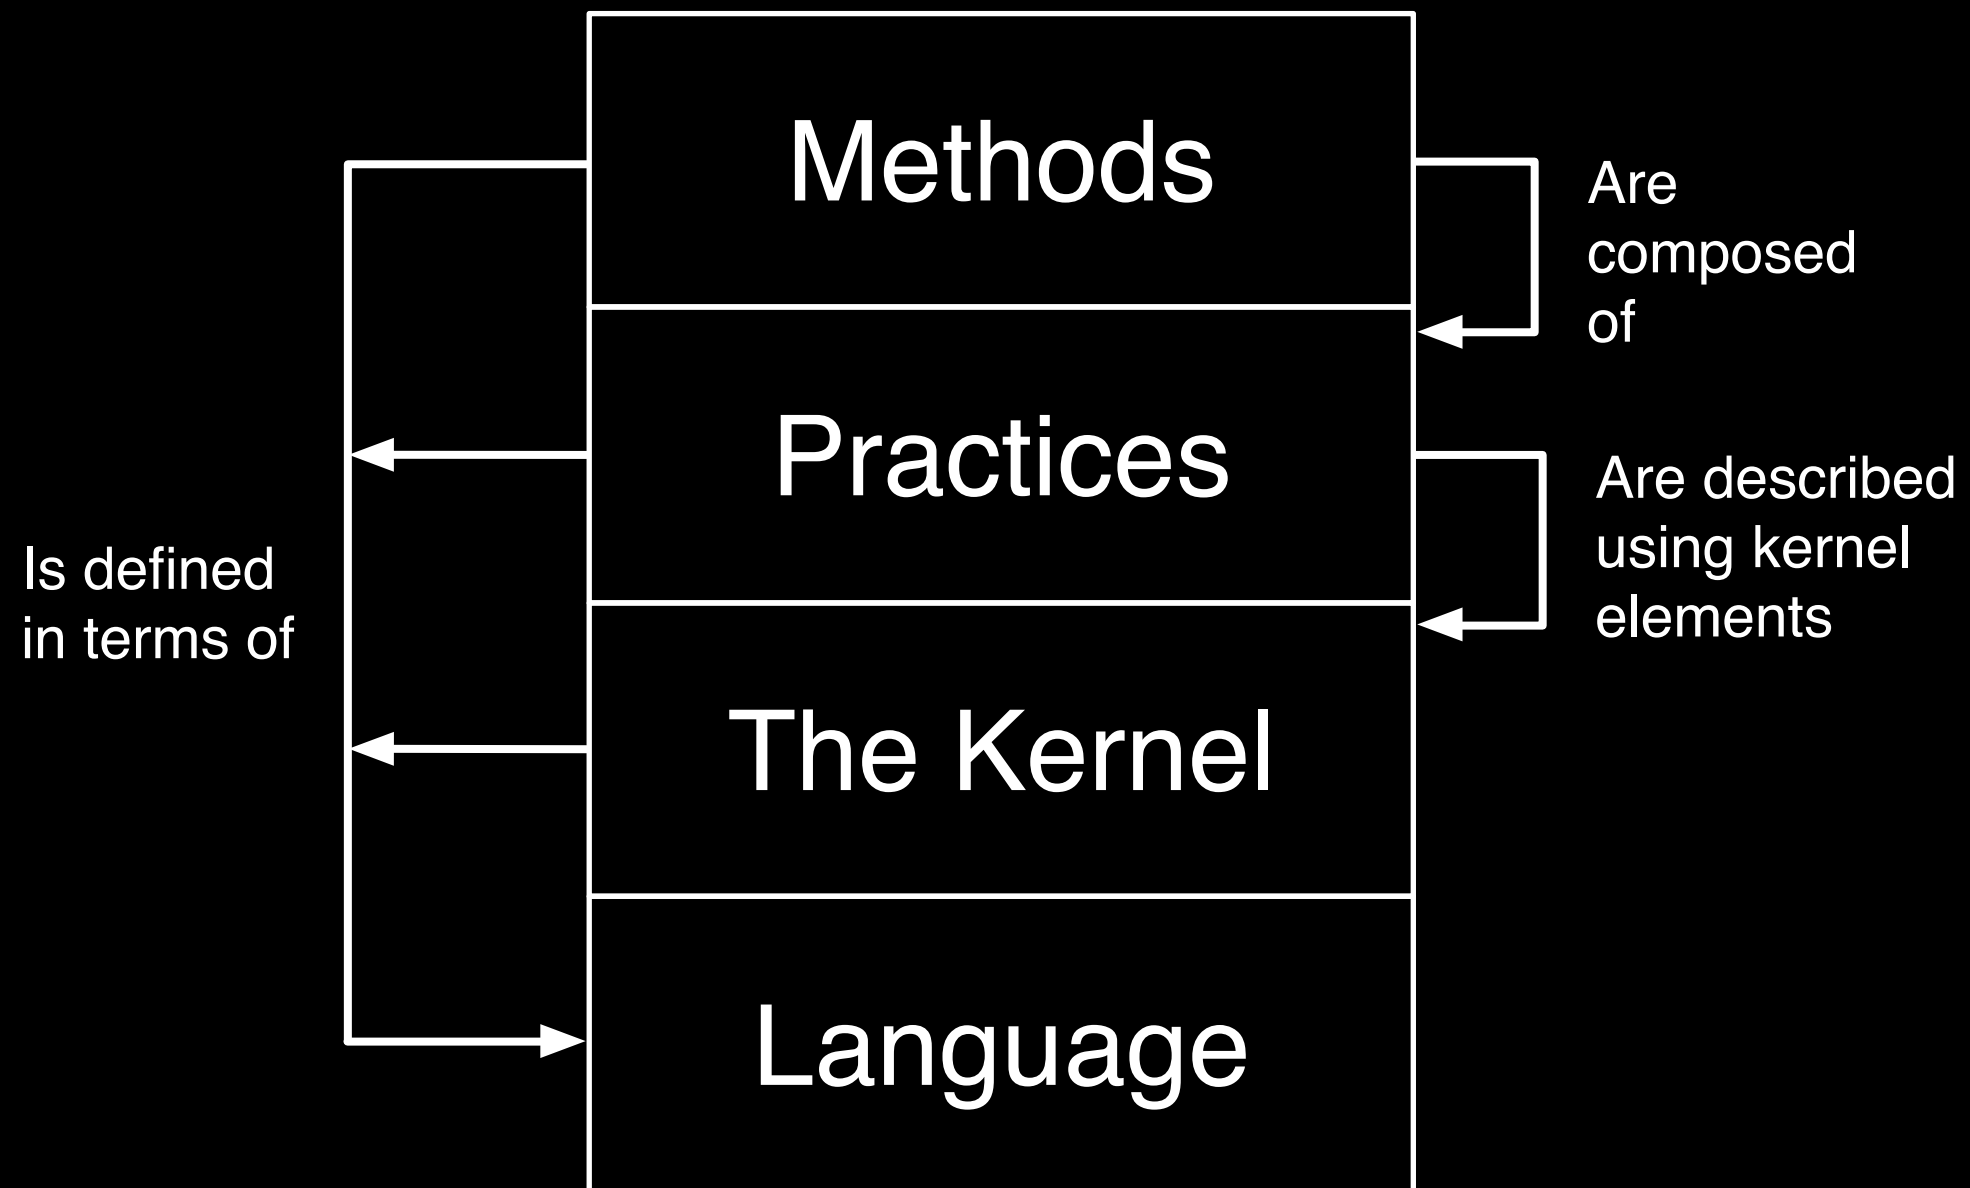 Methods
Are
composed
of
Practices
Are described
using kernel
elements
Is defined
in terms of
The Kernel
Language